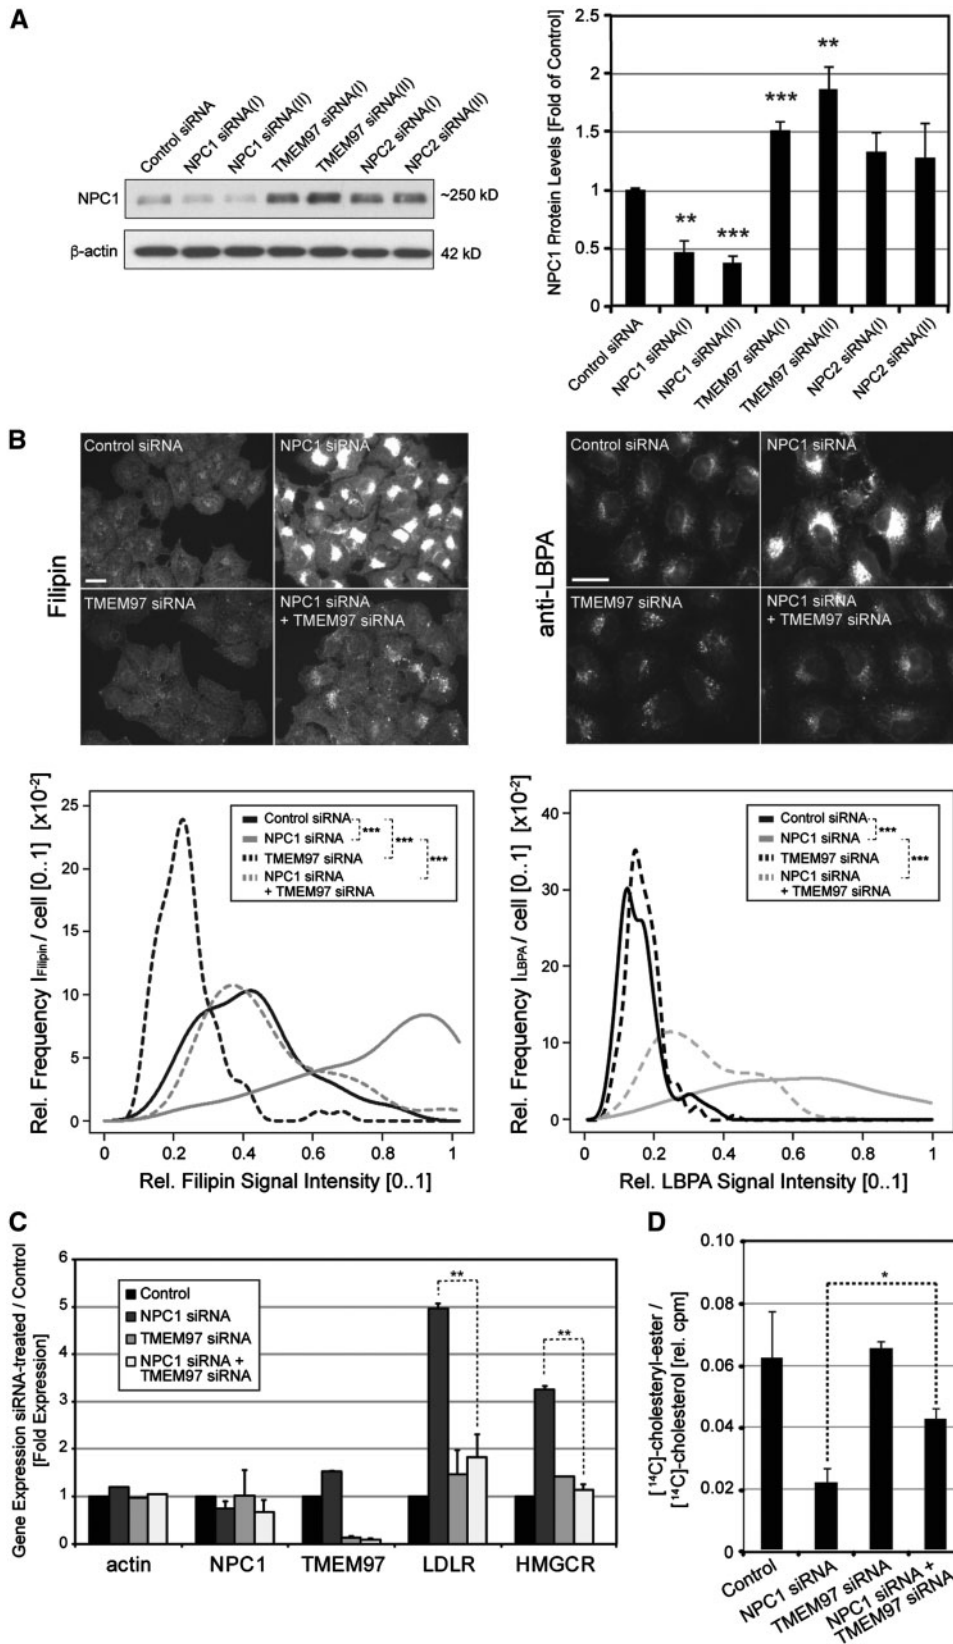 A
Control siRNA
NPC1 siRNA(I)
NPC1 siRNA(II)
TMEM97 siRNA(I)
TMEM97 siRNA(II)
NPC2 siRNA(I)
NPC2 siRNA(II)
NPC1
~250 kD
β-actin
42 kD
NPC1 Protein Levels [Fold of Control]
2.5
2
1.5
1
0.5
0
**
***
***
**
Control siRNA
NPC1 siRNA(I)
NPC1 siRNA(II)
TMEM97 siRNA(I)
TMEM97 siRNA(II)
NPC2 siRNA(I)
NPC2 siRNA(II)
B
Filipin
Control siRNA
NPC1 siRNA
TMEM97 siRNA
NPC1 siRNA
+ TMEM97 siRNA
anti-LBPA
Control siRNA
NPC1 siRNA
TMEM97 siRNA
NPC1 siRNA
+ TMEM97 siRNA
Rel. Frequency IFilipin/ cell [0..1] [x10-2]
25
20
15
10
5
0
Control siRNA
NPC1 siRNA
TMEM97 siRNA
NPC1 siRNA
+ TMEM97 siRNA
***
***
***
0 0.2 0.4 0.6 0.8 1
Rel. Filipin Signal Intensity [0..1]
Rel. Frequency ILBPA/ cell [0..1] [x10-2]
40
30
20
10
0
Control siRNA
NPC1 siRNA
TMEM97 siRNA
NPC1 siRNA
+ TMEM97 siRNA
***
***
0 0.2 0.4 0.6 0.8 1
Rel. LBPA Signal Intensity [0..1]
C
Gene Expression siRNA-treated / Control
[Fold Expression]
6
5
4
3
2
1
0
Control
NPC1 siRNA
TMEM97 siRNA
NPC1 siRNA +
TMEM97 siRNA
**
**
actin NPC1 TMEM97 LDLR HMGCR
D
[14C]-cholesteryl-ester /
[14C]-cholesterol [rel. cpm]
0.10
0.08
0.06
0.04
0.02
0
*
Control
NPC1 siRNA
TMEM97 siRNA
NPC1 siRNA +
TMEM97 siRNA